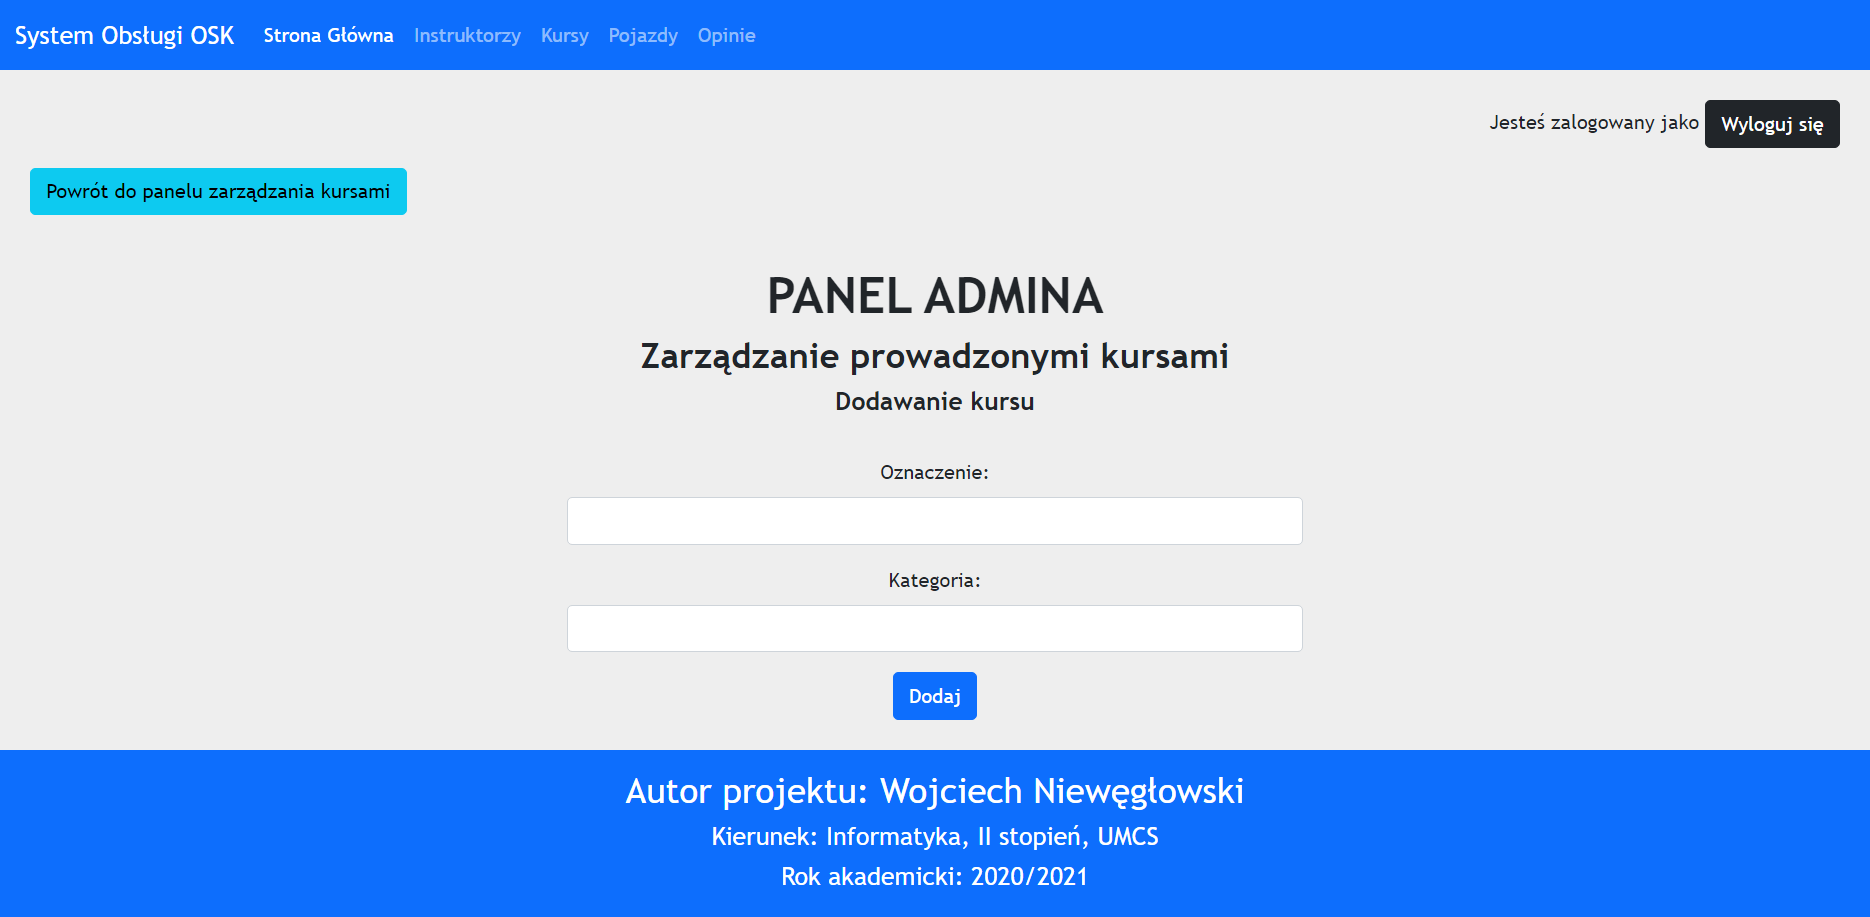 System Obsługi OSK Strona Główna Instruktorzy Kursy Pojazdy Opinie
Jesteś zalogowany jako Wyloguj się
Powrót do panelu zarządzania kursami
PANEL ADMINA
Zarządzanie prowadzonymi kursami
Dodawanie kursu
Oznaczenie:
Kategoria:
Dodaj
Autor projektu: Wojciech Niewęgłowski
Kierunek: Informatyka, II stopień, UMCS
Rok akademicki: 2020/2021